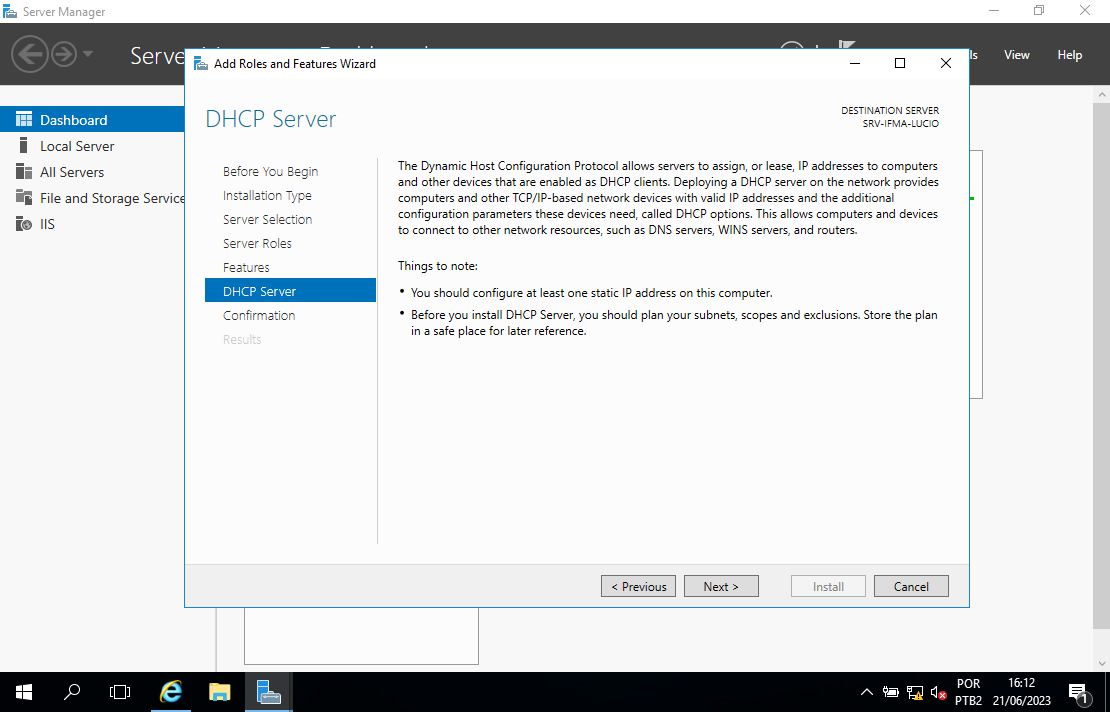 Server Manager
Serve
ls
View
Help
Add Roles and Features Wizard
DHCP Server
DESTINATION SERVER
SRV-IFMA-LUCIO
Dashboard
Local Server
All Servers
File and Storage Service
IIS
Before You Begin
Installation Type
Server Selection
Server Roles
Features
DHCP Server
Confirmation
Results
The Dynamic Host Configuration Protocol allows servers to assign, or lease, IP addresses to computers
and other devices that are enabled as DHCP clients. Deploying a DHCP server on the network provides
computers and other TCP/IP-based network devices with valid IP addresses and the additional
configuration parameters these devices need, called DHCP options. This allows computers and devices
to connect to other network resources, such as DNS servers, WINS servers, and routers.
Things to note:
• You should configure at least one static IP address on this computer.
• Before you install DHCP Server, you should plan your subnets, scopes and exclusions. Store the plan
in a safe place for later reference.
< Previous
Next >
Install
Cancel
POR
PTB2
16:12
21/06/2023
1